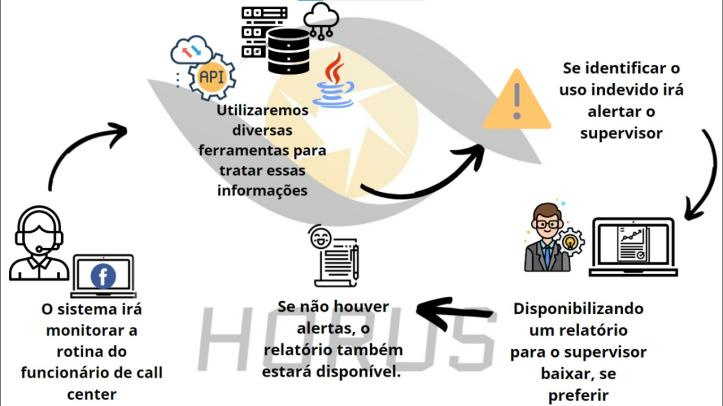 API
Utilizaremos
diversas
ferramentas para
tratar essas
informações
Se identificar o
uso indevido irá
alertar o
supervisor
f
O sistema irá
monitorar a
rotina do
funcionário de call
center
Se não houver
alertas, o
relatório também
estará disponível.
Disponibilizando
um relatório
para o supervisor
baixar, se
preferir
HORUS